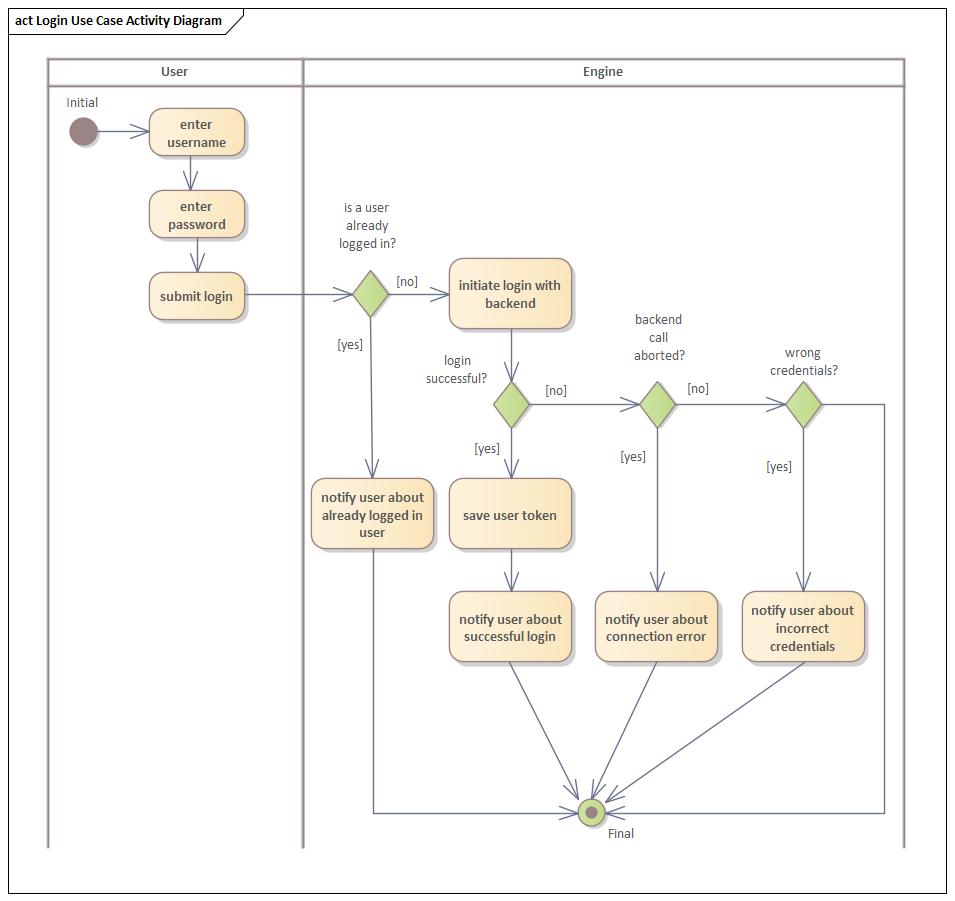 act Login Use Case Activity Diagram
User
Engine
Initial
enter
username
enter
password
submit login
is a user
already
logged in?
[no]
[yes]
initiate login with
backend
login
successful?
[no]
[yes]
backend
call
aborted?
[no]
[yes]
wrong
credentials?
[yes]
notify user about
already logged in
user
save user token
notify user about
successful login
notify user about
connection error
notify user about
incorrect
credentials
Final